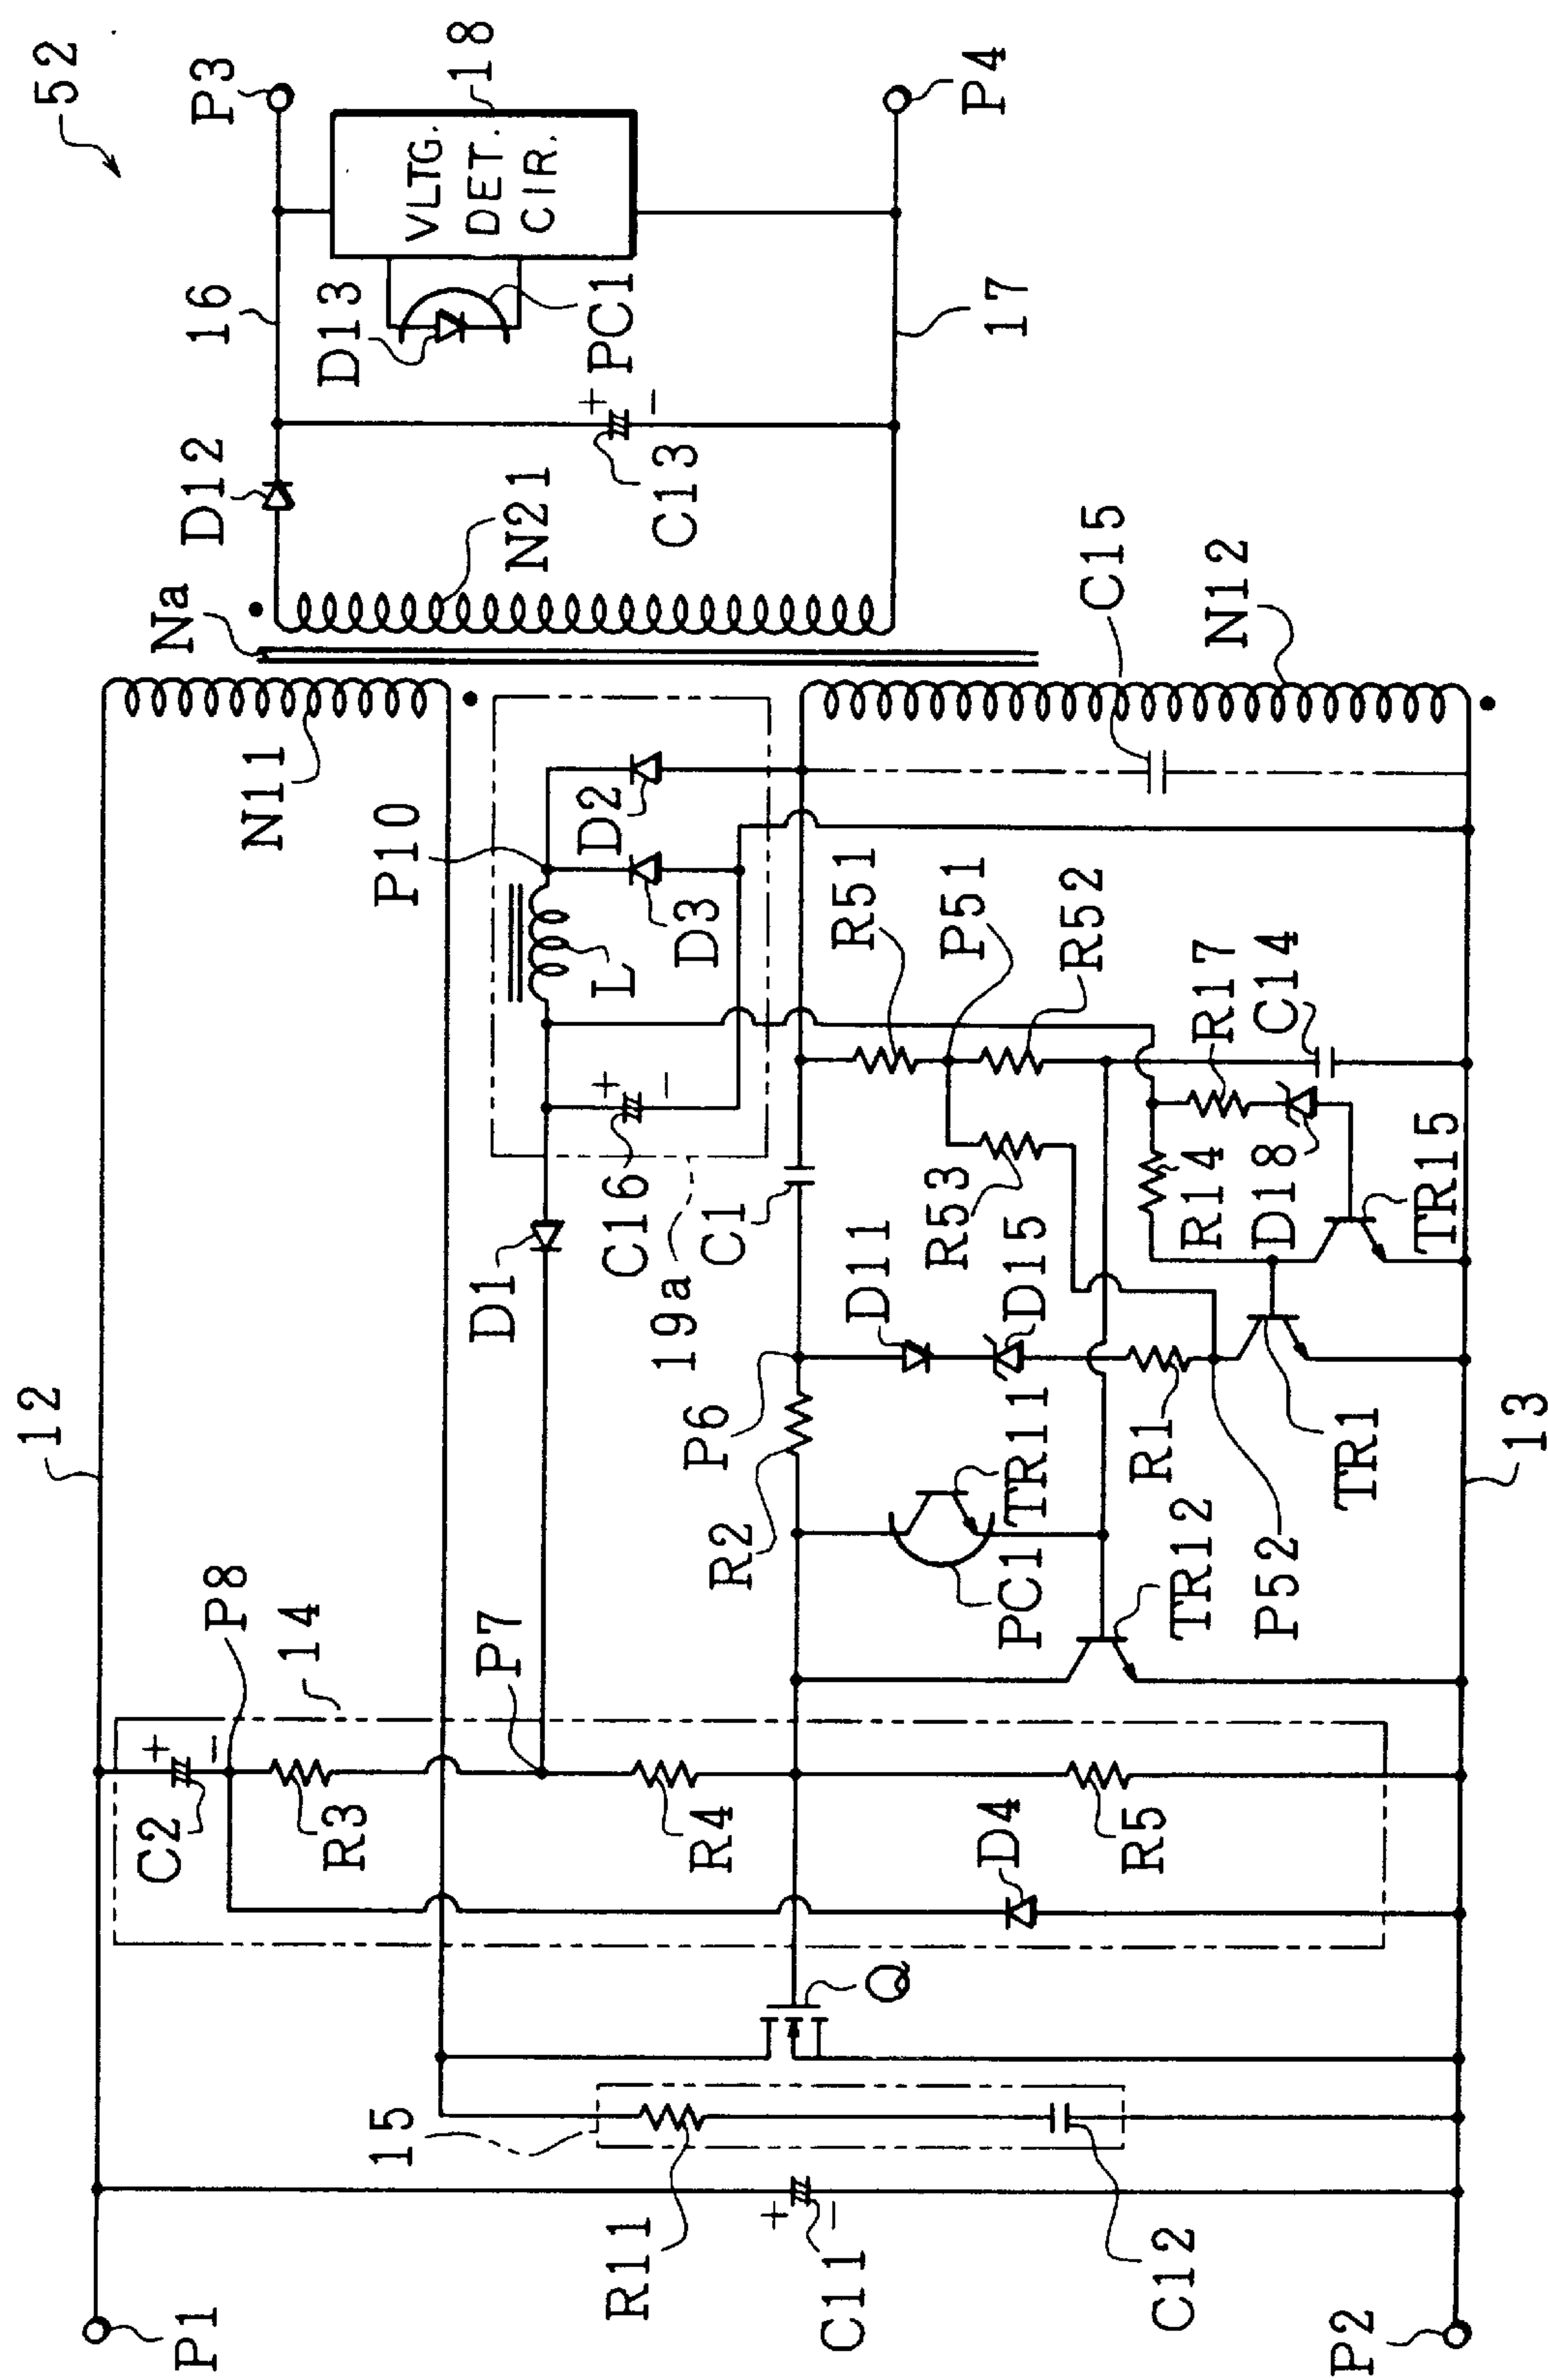 52
P3
18
VLTG.
DET.
CIR.
P4
16
D13
PC1
17
D12
N21
C13
Na
C15
N12
N11
P10
D2
D3
L
R51
P51
R52
R17
C14
D1
C16
19a
C1
R53
D11
D15
R14
D18
TR15
12
P6
R2
TR11
PC1
R1
TR12
P52
TR1
13
P8
14
P7
C2
R3
R4
D4
R5
Q
15
R11
C11
C12
P1
P2
+
−
+
−
+
−
+
−